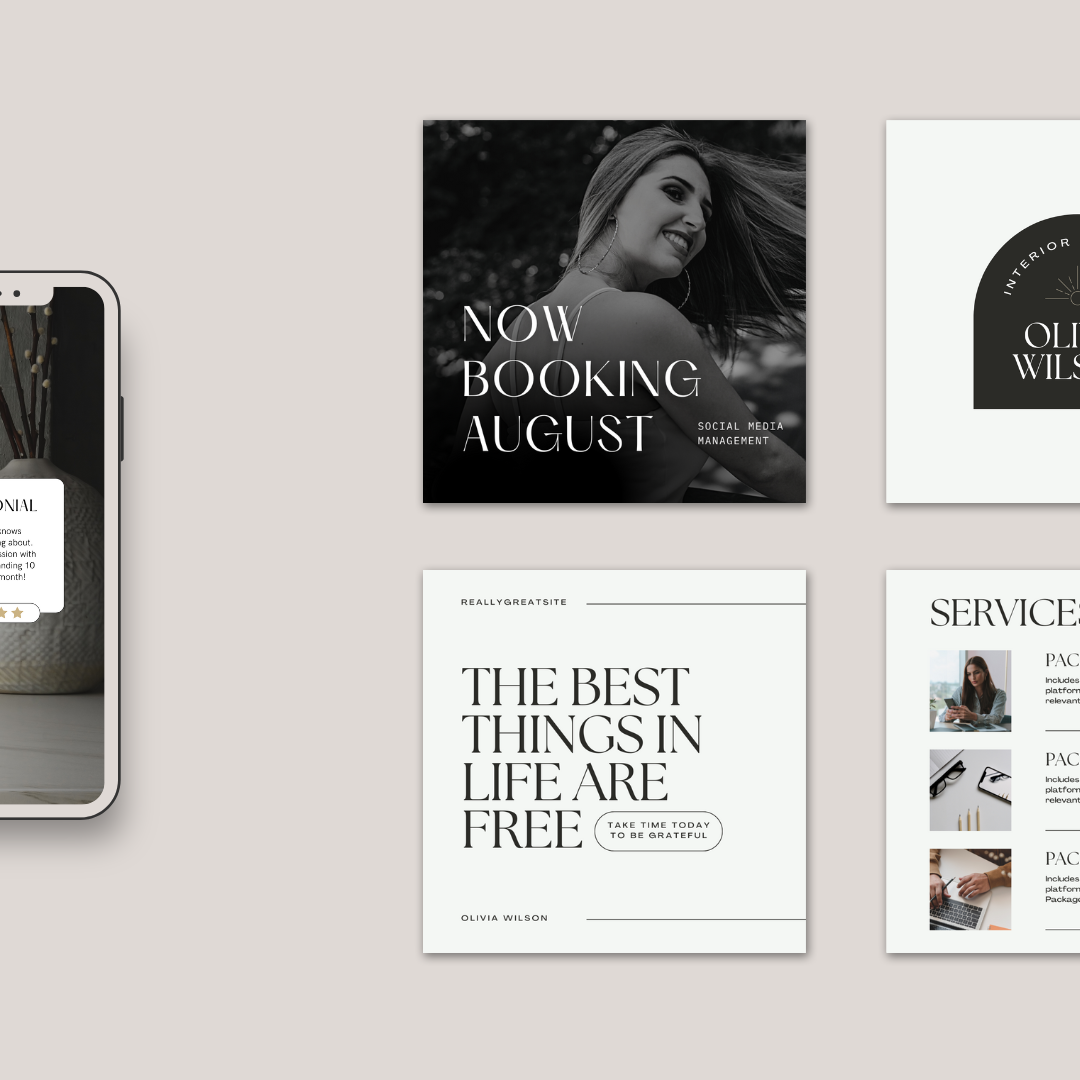 ONIAL
knows
g about.
ssion with
nding 10
month!
NOW
BOOKING
AUGUST
SOCIAL MEDIA
MANAGEMENT
INTERIOR
OLI
WILS
REALLYGREATSITE
THE BEST
THINGS IN
LIFE ARE
FREE
TAKE TIME TODAY
TO BE GRATEFUL
OLIVIA WILSON
SERVICES
PAC
Includes
platform
relevant
PAC
Includes
platform
relevant
PAC
Includes
platform
Package